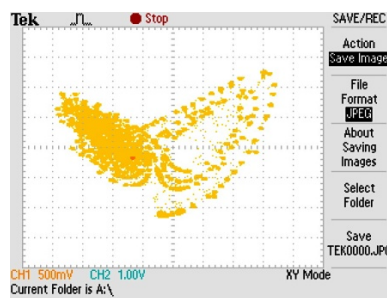 Tek Stop SAVE/REC
Action
Save Image
File
Format
JPEG
About
Saving
Images
Select
Folder
Save
TEK0000.JPG
CH1 500mV CH2 1.00V XY Mode
Current Folder is A:\